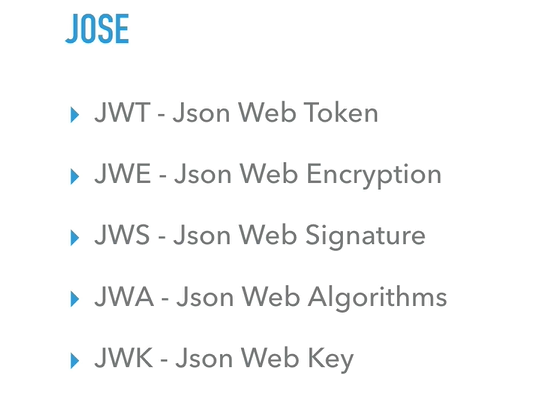 JOSE
JWT - Json Web Token
JWE - Json Web Encryption
JWS - Json Web Signature
JWA - Json Web Algorithms
JWK - Json Web Key